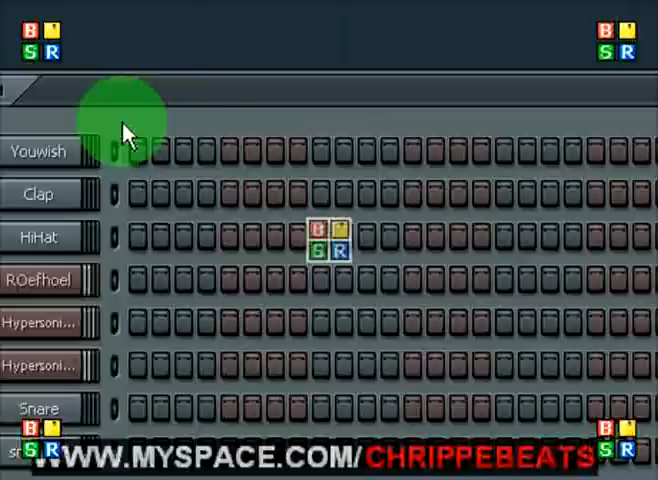 B
S R
B
S R
Youwish
Clap
HiHat
B
S R
ROefhoel
Hypersoni...
Hypersoni...
Snare
B
S R
B
S R
WWW.MYSPACE.COM/CHRIPPEBEATS